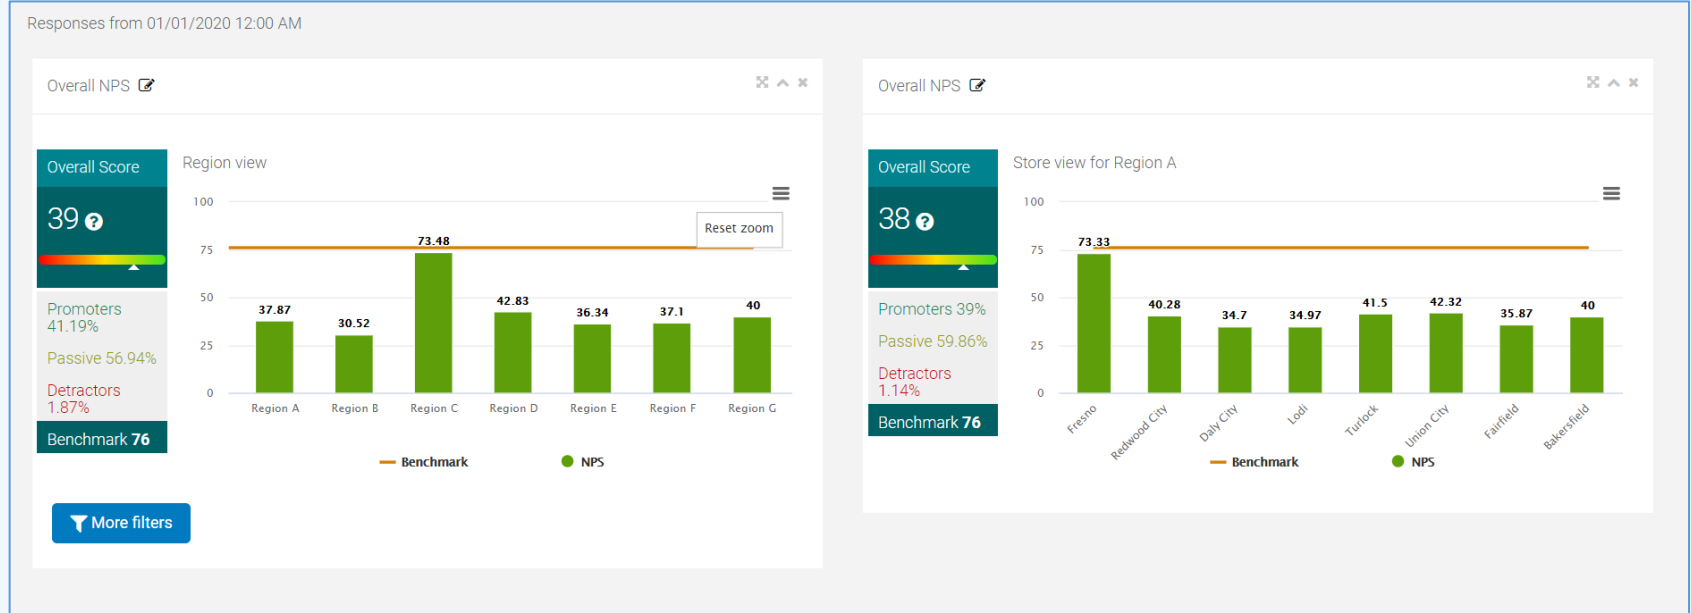 Responses from 01/01/2020 12:00 AM
Overall NPS
Overall Score
39 ?
Promoters
41.19%
Passive 56.94%
Detractors
1.87%
Benchmark 76
Region view
100
75
50
25
0
Reset zoom
37.87
30.52
73.48
42.83
36.34
37.1
40
Region A
Region B
Region C
Region D
Region E
Region F
Region G
Benchmark
NPS
More filters
Overall NPS
Overall Score
38 ?
Promoters 39%
Passive 59.86%
Detractors
1.14%
Benchmark 76
Store view for Region A
100
75
50
25
0
73.33
40.28
34.7
34.97
41.5
42.32
35.87
40
Fresno
Redwood City
Daly City
Lodi
Turlock
Union City
Fairfield
Bakersfield
Benchmark
NPS